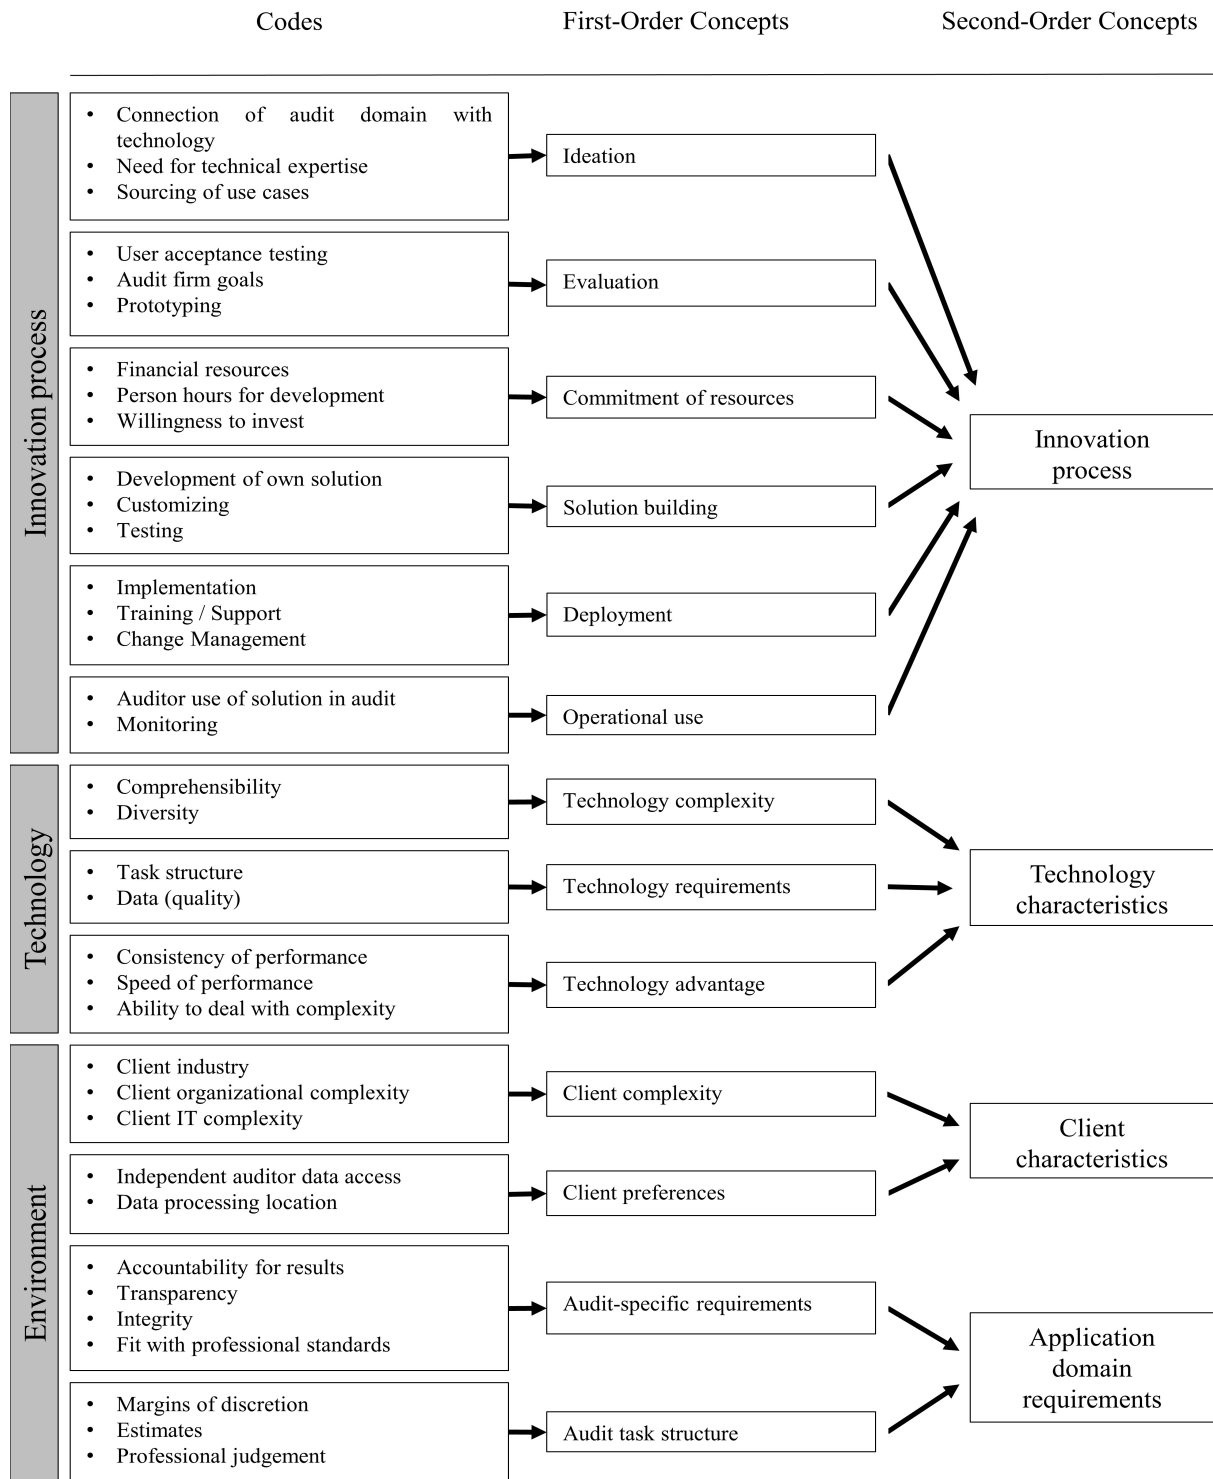 Codes
First-Order Concepts
Second-Order Concepts
Innovation process
• Connection of audit domain with
technology
• Need for technical expertise
• Sourcing of use cases
Ideation
• User acceptance testing
• Audit firm goals
• Prototyping
Evaluation
• Financial resources
• Person hours for development
• Willingness to invest
Commitment of resources
• Development of own solution
• Customizing
• Testing
Solution building
• Implementation
• Training / Support
• Change Management
Deployment
• Auditor use of solution in audit
• Monitoring
Operational use
Innovation
process
Technology
• Comprehensibility
• Diversity
Technology complexity
• Task structure
• Data (quality)
Technology requirements
• Consistency of performance
• Speed of performance
• Ability to deal with complexity
Technology advantage
Technology
characteristics
Environment
• Client industry
• Client organizational complexity
• Client IT complexity
Client complexity
• Independent auditor data access
• Data processing location
Client preferences
Client
characteristics
• Accountability for results
• Transparency
• Integrity
• Fit with professional standards
Audit-specific requirements
• Margins of discretion
• Estimates
• Professional judgement
Audit task structure
Application
domain
requirements